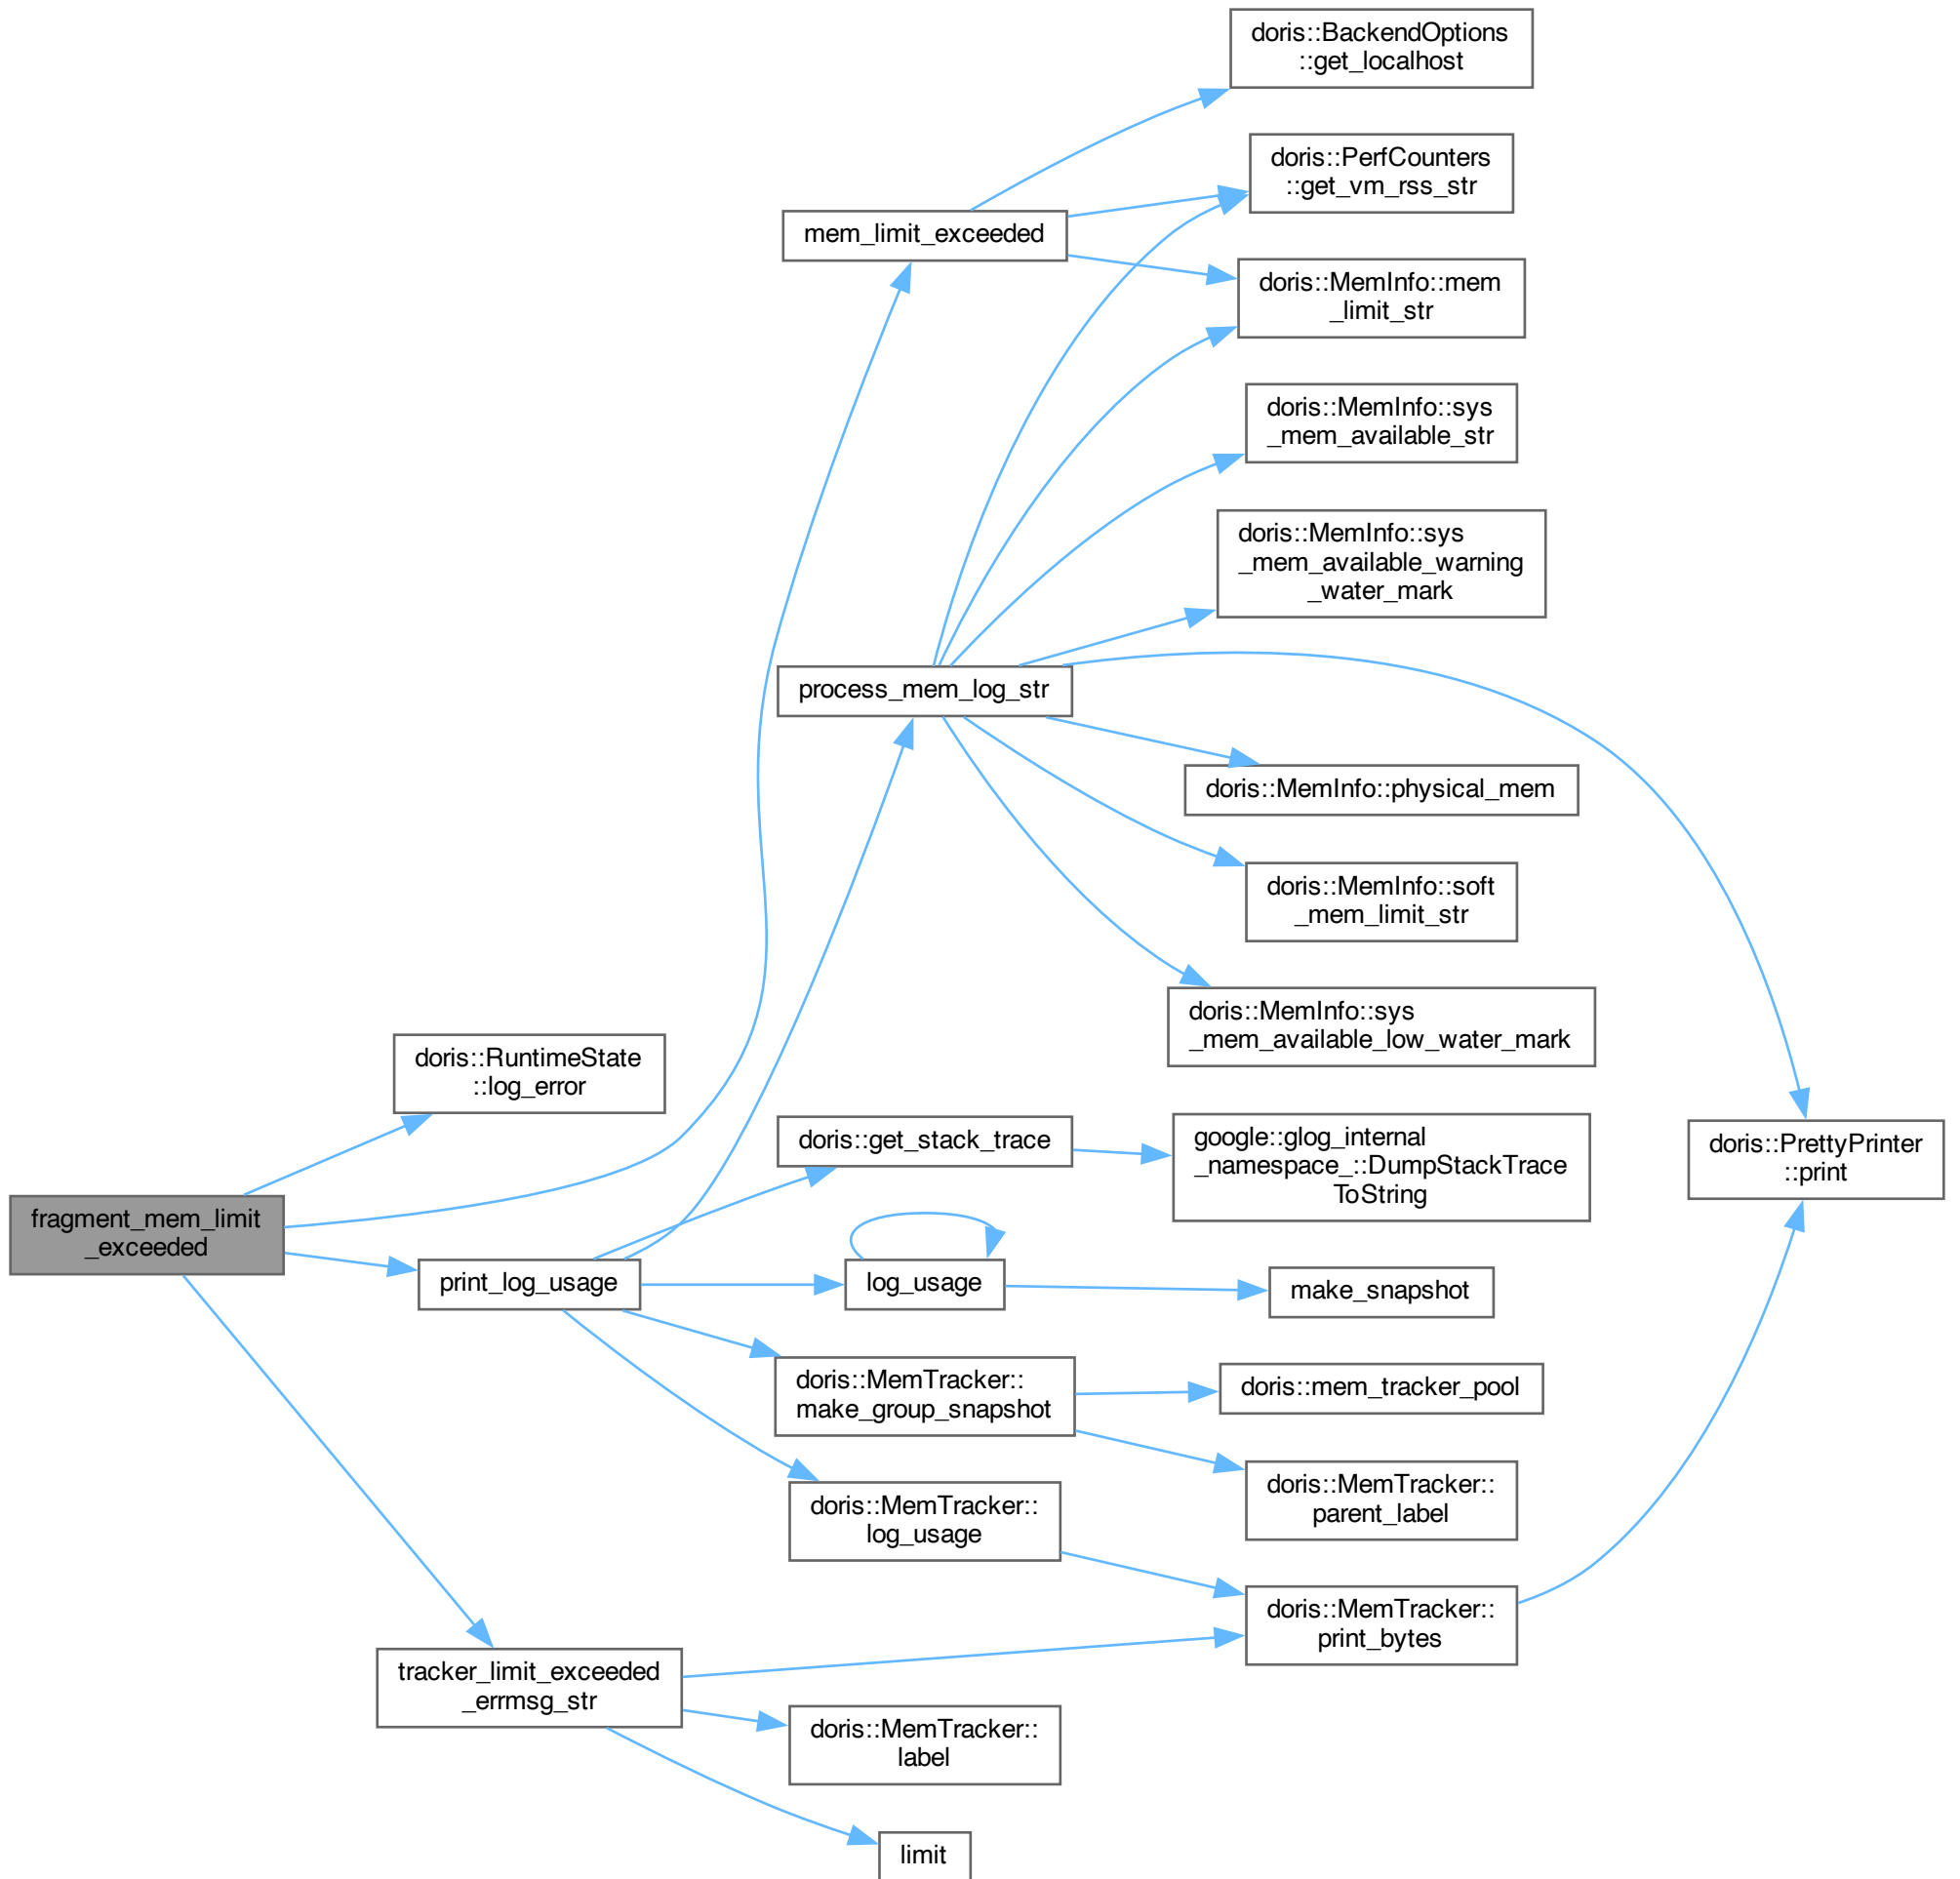 doris::BackendOptions
::get_localhost
doris::PerfCounters
::get_vm_rss_str
mem_limit_exceeded
doris::MemInfo::mem
_limit_str
doris::MemInfo::sys
_mem_available_str
doris::MemInfo::sys
_mem_available_warning
_water_mark
process_mem_log_str
doris::MemInfo::physical_mem
doris::MemInfo::soft
_mem_limit_str
doris::MemInfo::sys
_mem_available_low_water_mark
doris::RuntimeState
::log_error
doris::get_stack_trace
google::glog_internal
_namespace_::DumpStackTrace
ToString
doris::PrettyPrinter
::print
fragment_mem_limit
_exceeded
print_log_usage
log_usage
make_snapshot
doris::MemTracker::
make_group_snapshot
doris::mem_tracker_pool
doris::MemTracker::
parent_label
doris::MemTracker::
log_usage
doris::MemTracker::
print_bytes
tracker_limit_exceeded
_errmsg_str
doris::MemTracker::
label
limit